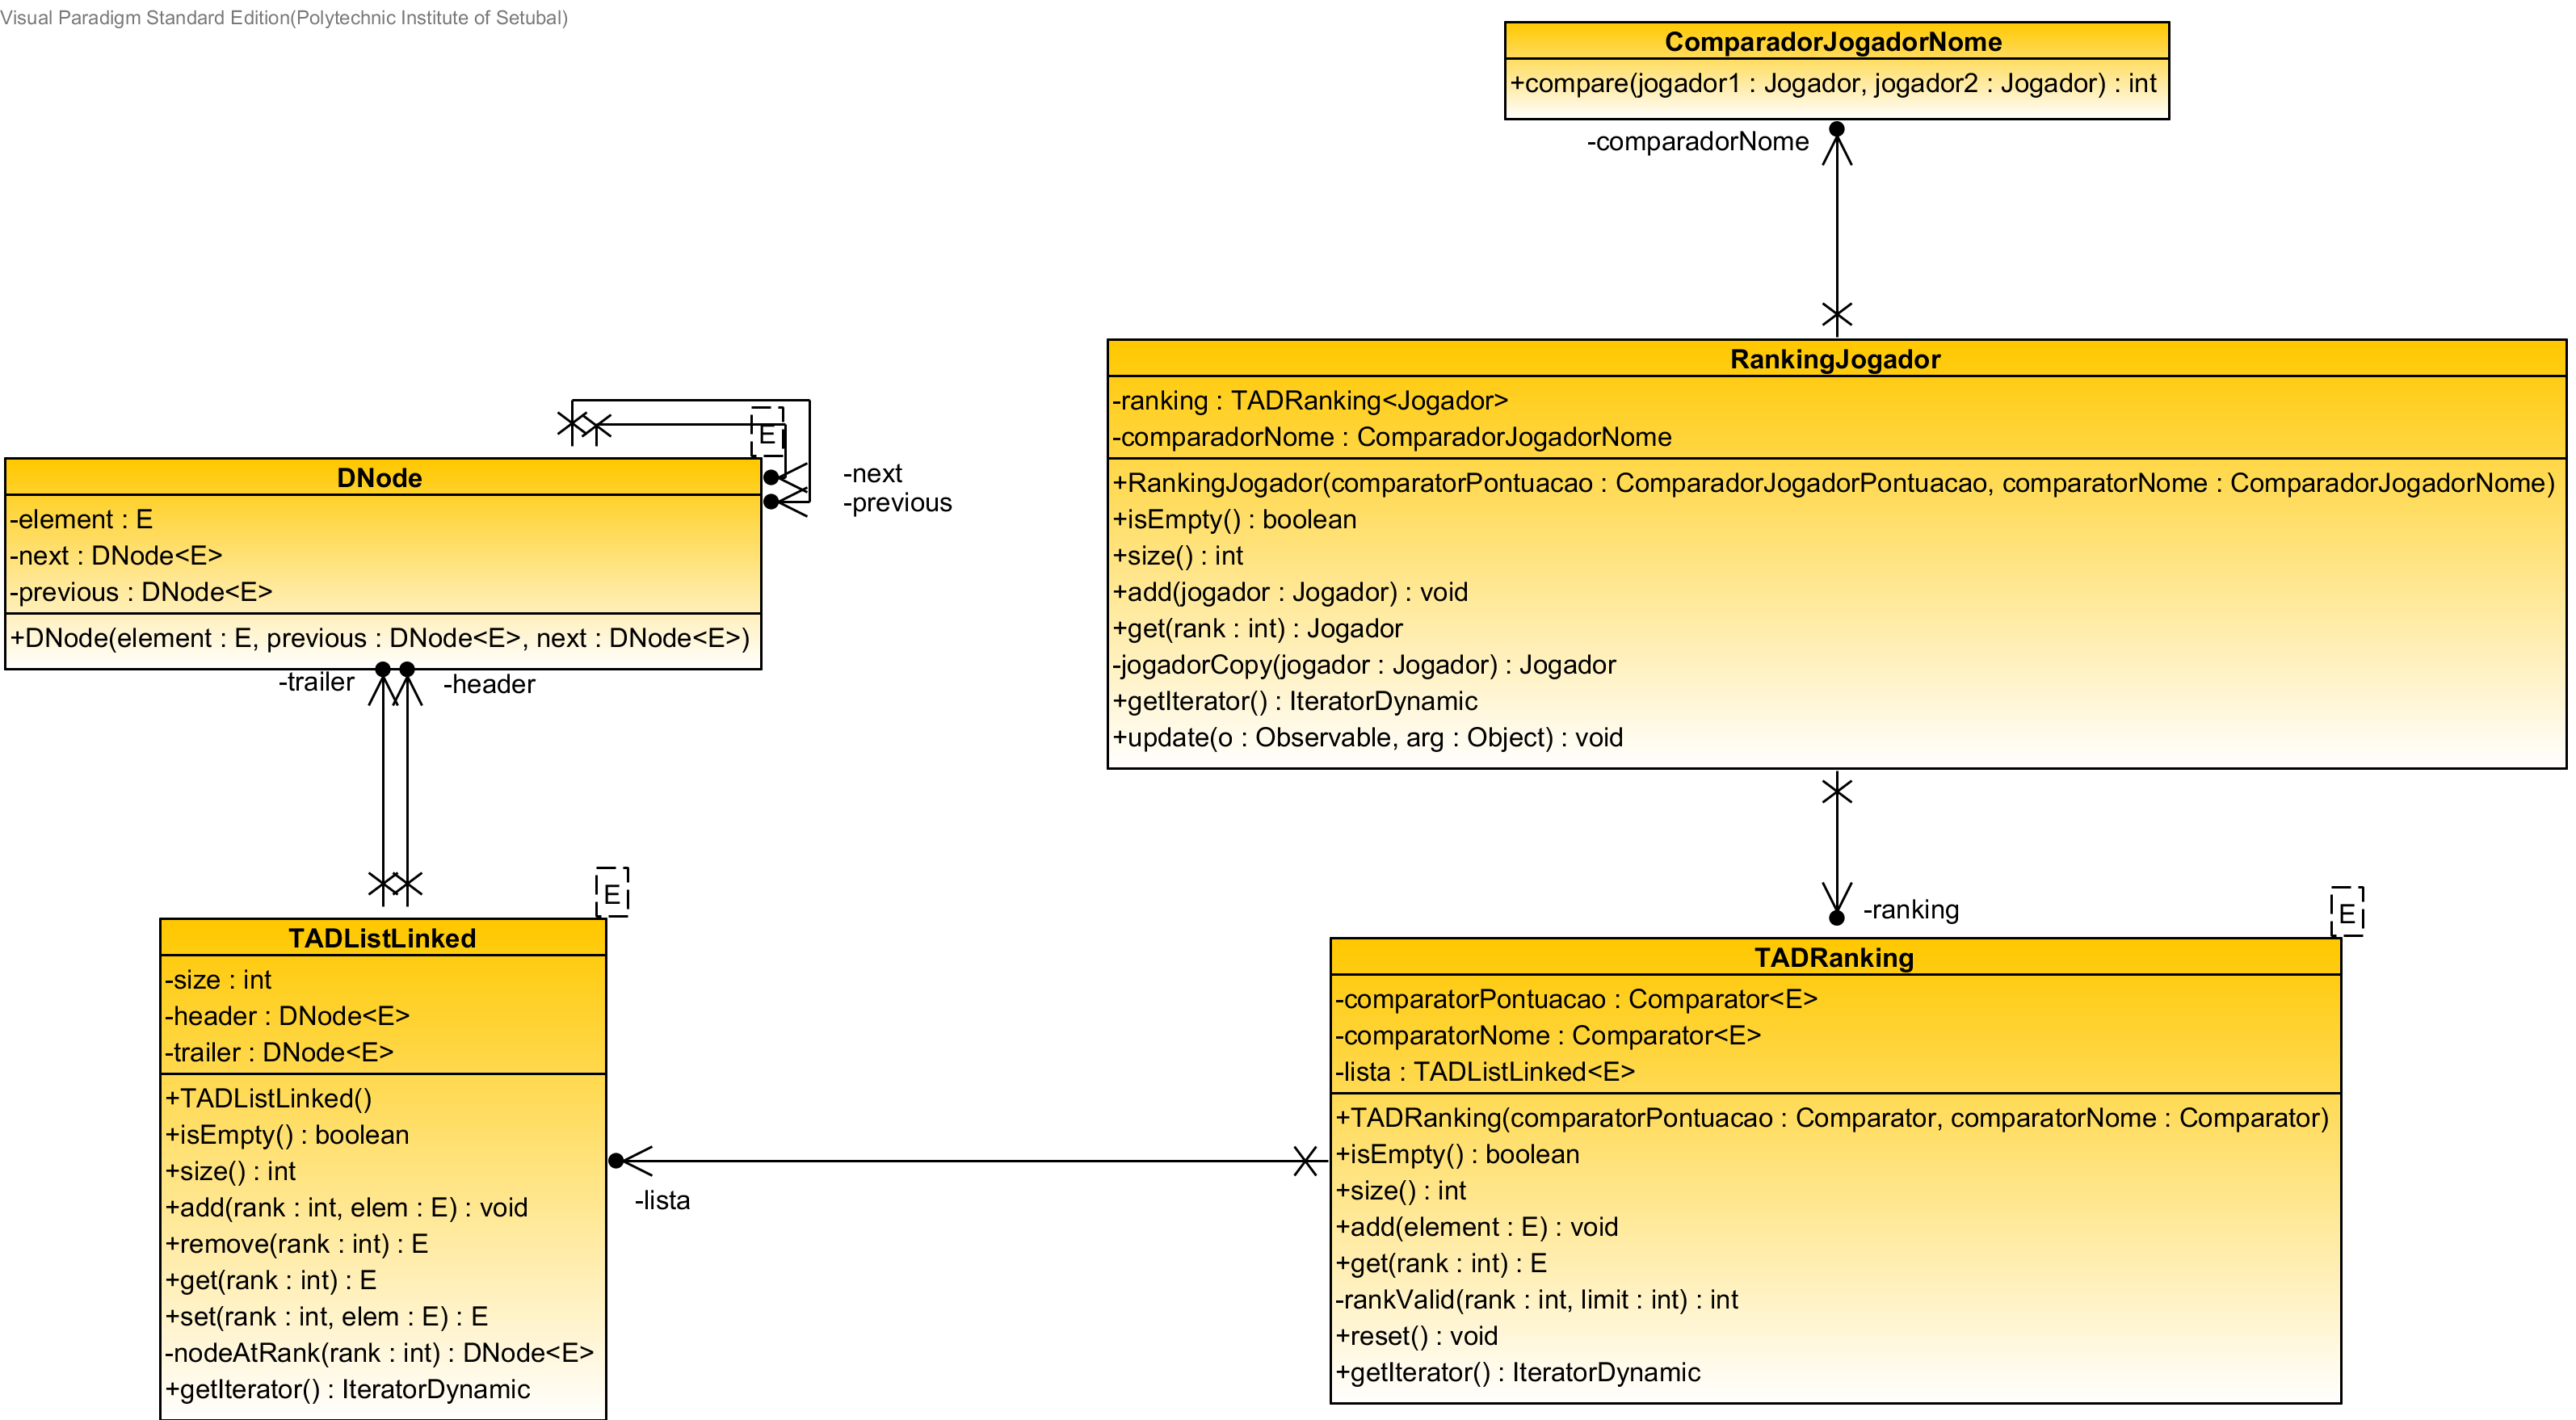 Visual Paradigm Standard Edition(Polytechnic Institute of Setubal)
ComparadorJogadorNome
+compare(jogador1 : Jogador, jogador2 : Jogador) : int
-comparadorNome
RankingJogador
-ranking : TADRanking<Jogador>
-comparadorNome : ComparadorJogadorNome
+RankingJogador(comparatorPontuacao : ComparadorJogadorPontuacao, comparatorNome : ComparadorJogadorNome)
+isEmpty() : boolean
+size() : int
+add(jogador : Jogador) : void
+get(rank : int) : Jogador
-jogadorCopy(jogador : Jogador) : Jogador
+getIterator() : IteratorDynamic
+update(o : Observable, arg : Object) : void
E
-next
-previous
DNode
-element : E
-next : DNode<E>
-previous : DNode<E>
+DNode(element : E, previous : DNode<E>, next : DNode<E>)
-trailer
-header
E
TADListLinked
-size : int
-header : DNode<E>
-trailer : DNode<E>
+TADListLinked()
+isEmpty() : boolean
+size() : int
+add(rank : int, elem : E) : void
+remove(rank : int) : E
+get(rank : int) : E
+set(rank : int, elem : E) : E
-nodeAtRank(rank : int) : DNode<E>
+getIterator() : IteratorDynamic
-lista
-ranking
E
TADRanking
-comparatorPontuacao : Comparator<E>
-comparatorNome : Comparator<E>
-lista : TADListLinked<E>
+TADRanking(comparatorPontuacao : Comparator, comparatorNome : Comparator)
+isEmpty() : boolean
+size() : int
+add(element : E) : void
+get(rank : int) : E
-rankValid(rank : int, limit : int) : int
+reset() : void
+getIterator() : IteratorDynamic